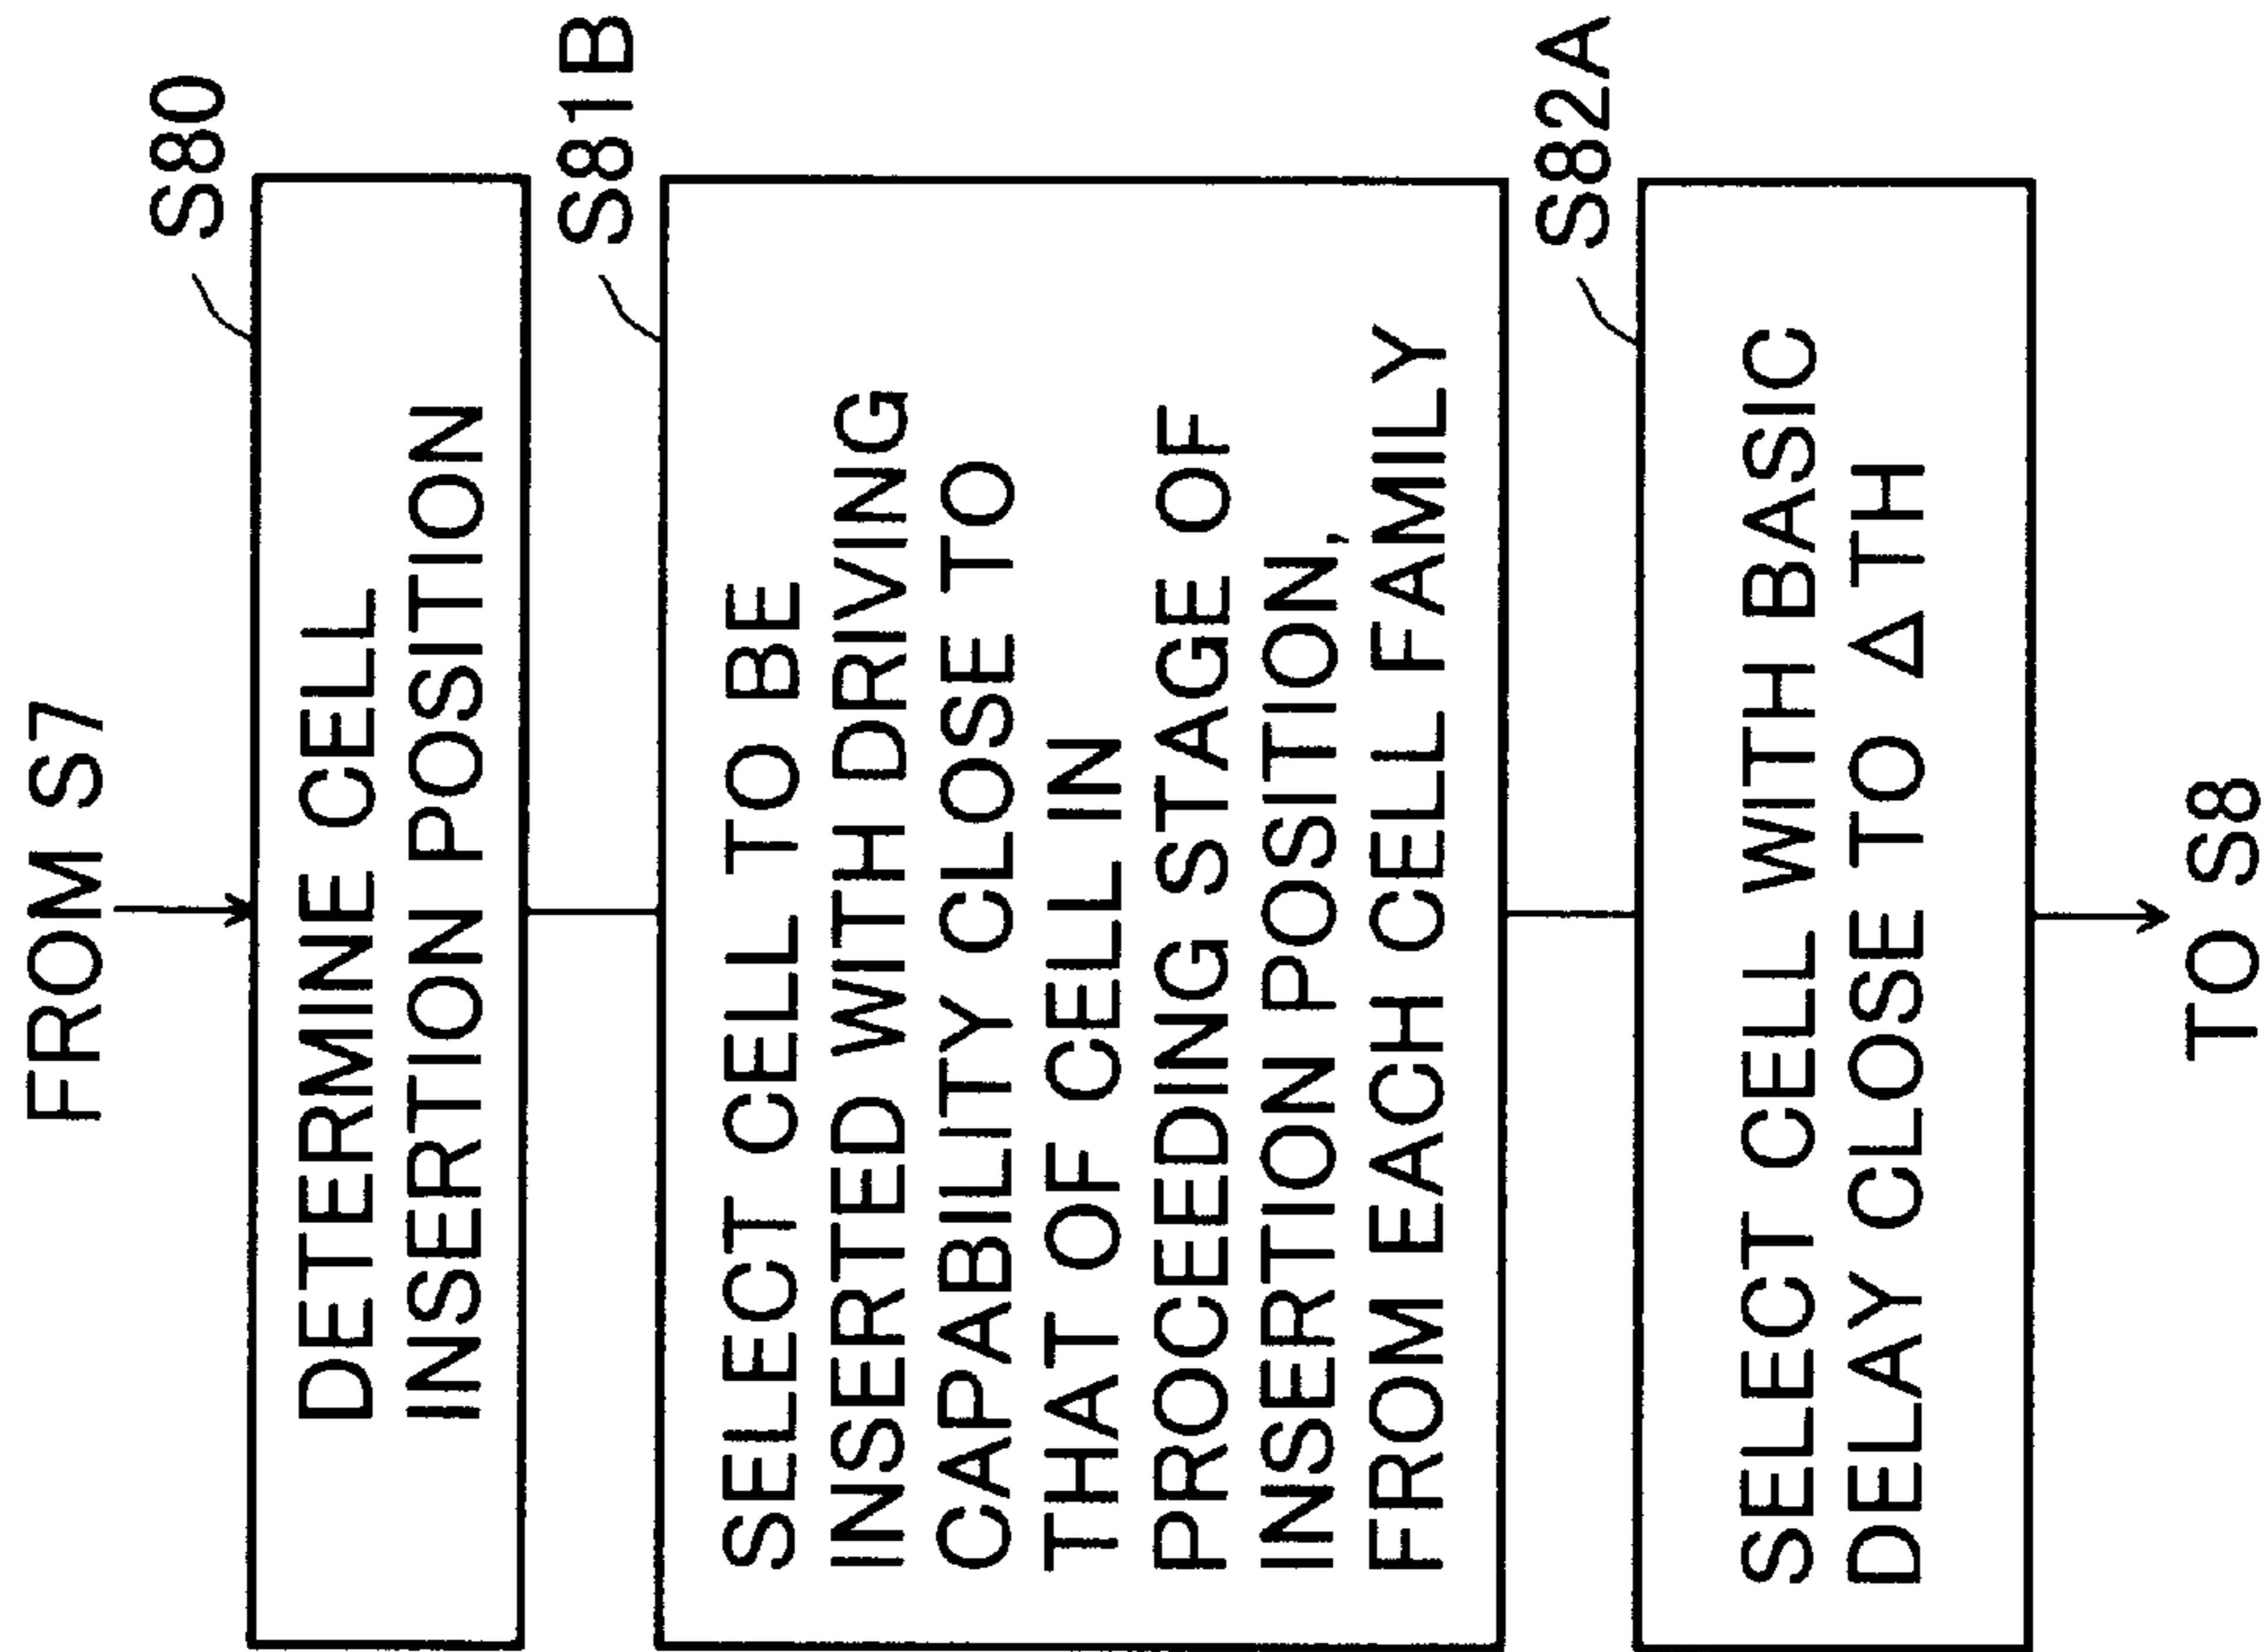 FROM S7
S80
DETERMINE CELL
INSERTION POSITION
S81B
SELECT CELL TO BE
INSERTED WITH DRIVING
CAPABILITY CLOSE TO
THAT OF CELL IN
PROCEEDING STAGE OF
INSERTION POSITION,
FROM EACH CELL FAMILY
S82A
SELECT CELL WITH BASIC
DELAY CLOSE TO Δ TH
TO S8